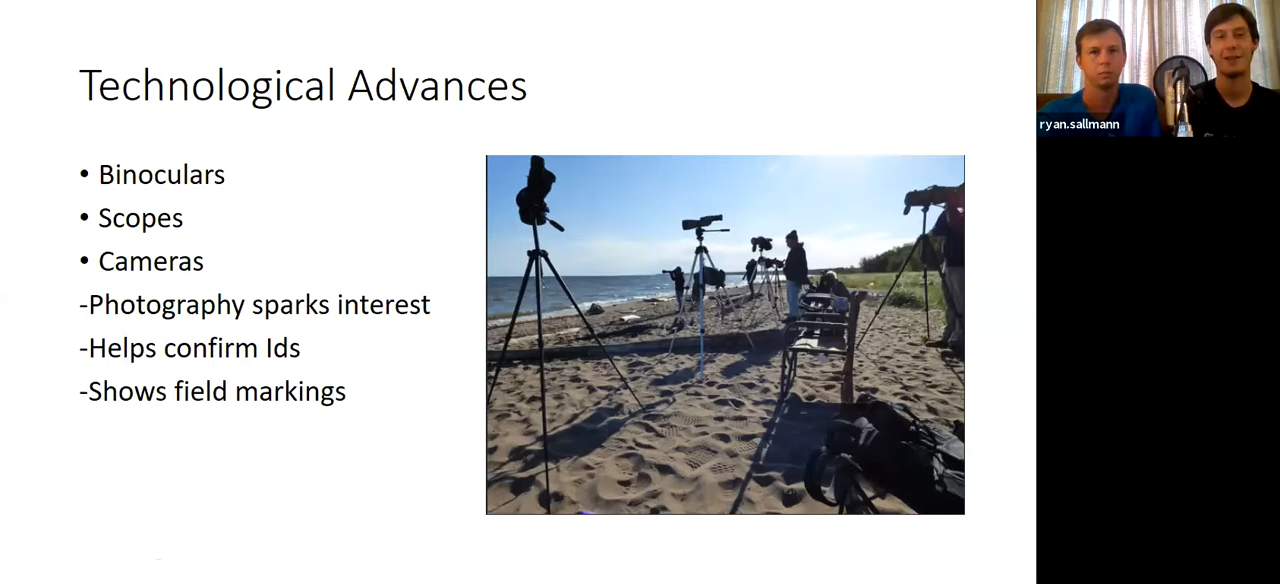 Technological Advances
• Binoculars
• Scopes
• Cameras
-Photography sparks interest
-Helps confirm Ids
-Shows field markings
ryan.sallmann